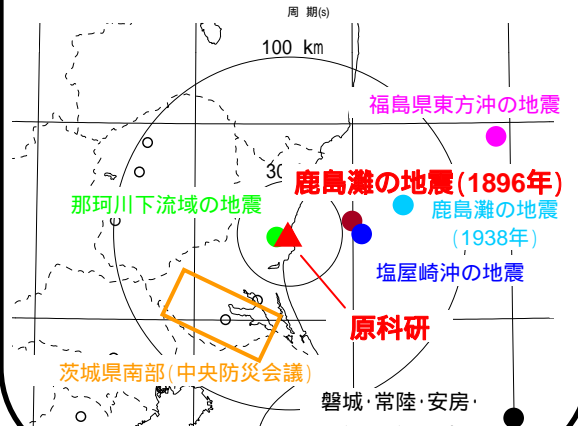 周 期(s)
100 km
福島県東方沖の地震
30
鹿島灘の地震(1896年)
那珂川下流域の地震
鹿島灘の地震
(1938年)
塩屋崎沖の地震
原科研
茨城県南部(中央防災会議)
磐城･常陸･安房･